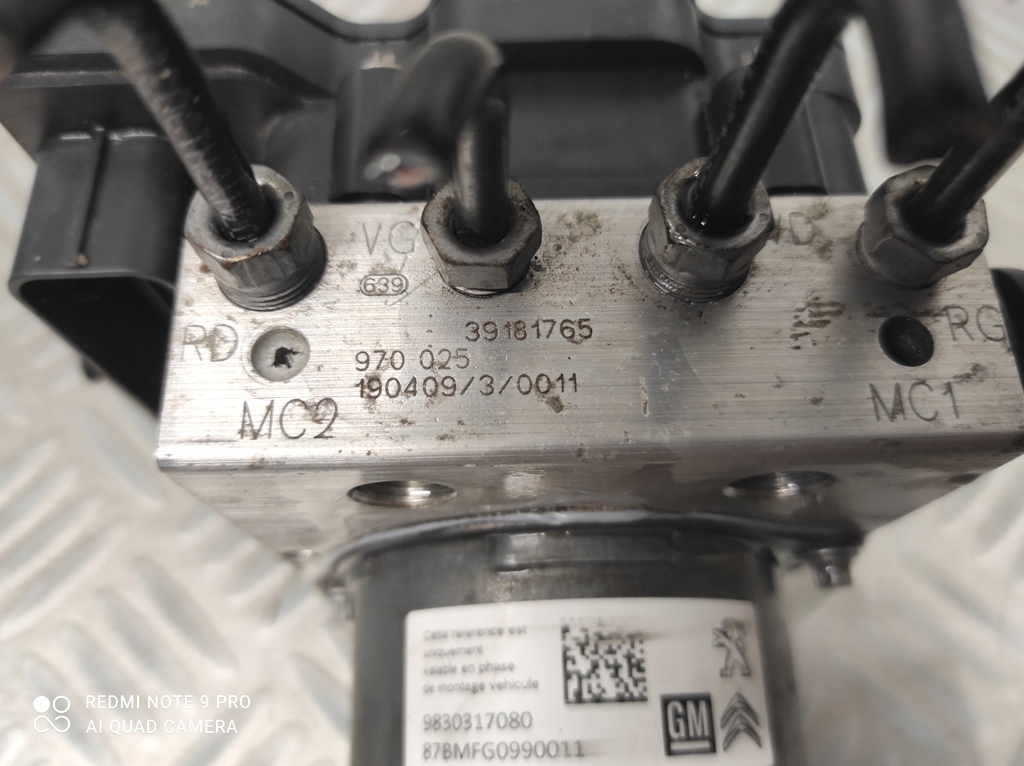 VG
639
39181765
RD
970 025
190409/3/0011
RG
MC2
MC1
Cette reference est
uniquement
valable en phase
de montage vehicule
9830317080
GM
87BMFG0990011
REDMI NOTE 9 PRO
AI QUAD CAMERA